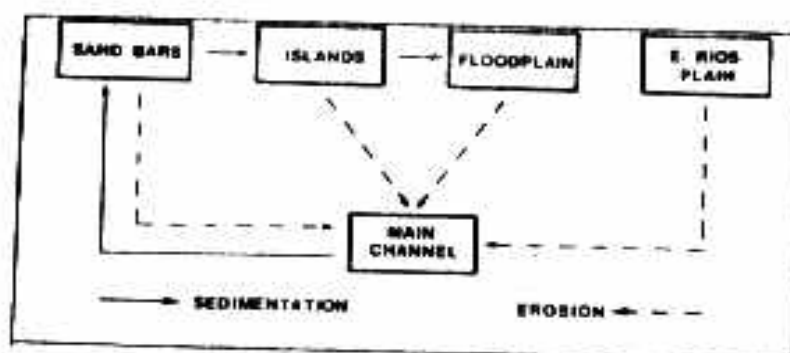 SAND BARS
ISLANDS
FLOODPLAIN
E. RIOS
PLAIN
MAIN
CHANNEL
SEDIMENTATION
EROSION